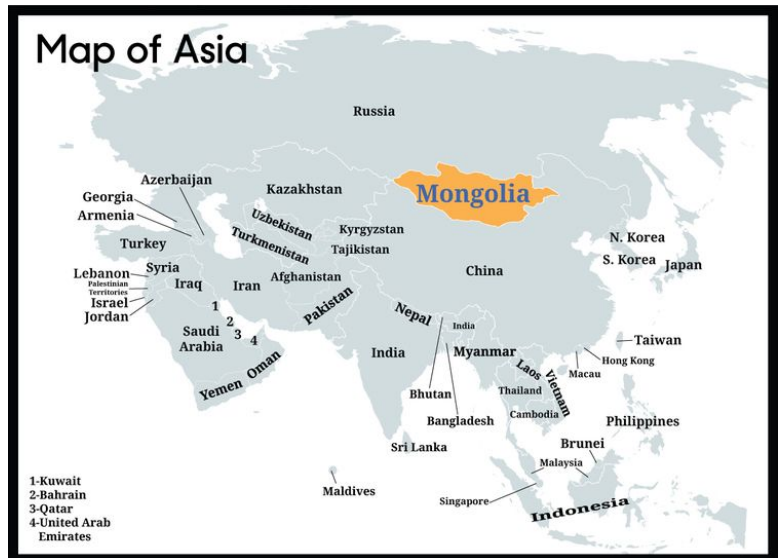 Map of Asia
Russia
Azerbaijan
Georgia
Armenia
Kazakhstan
Mongolia
Uzbekistan
Turkmenistan
Kyrgyzstan
Tajikistan
Turkey
N. Korea
S. Korea
Japan
China
Syria
Lebanon
Palestinian
Territories
Israel
Jordan
Iraq
Iran
Afghanistan
Pakistan
Nepal
1
2
3
4
Saudi
Arabia
Oman
Yemen
India
India
Myanmar
Laos
Vietnam
Thailand
Cambodia
Taiwan
Hong Kong
Macau
Bhutan
Bangladesh
Philippines
Sri Lanka
Brunei
Malaysia
Maldives
Singapore
Indonesia
1-Kuwait
2-Bahrain
3-Qatar
4-United Arab
Emirates